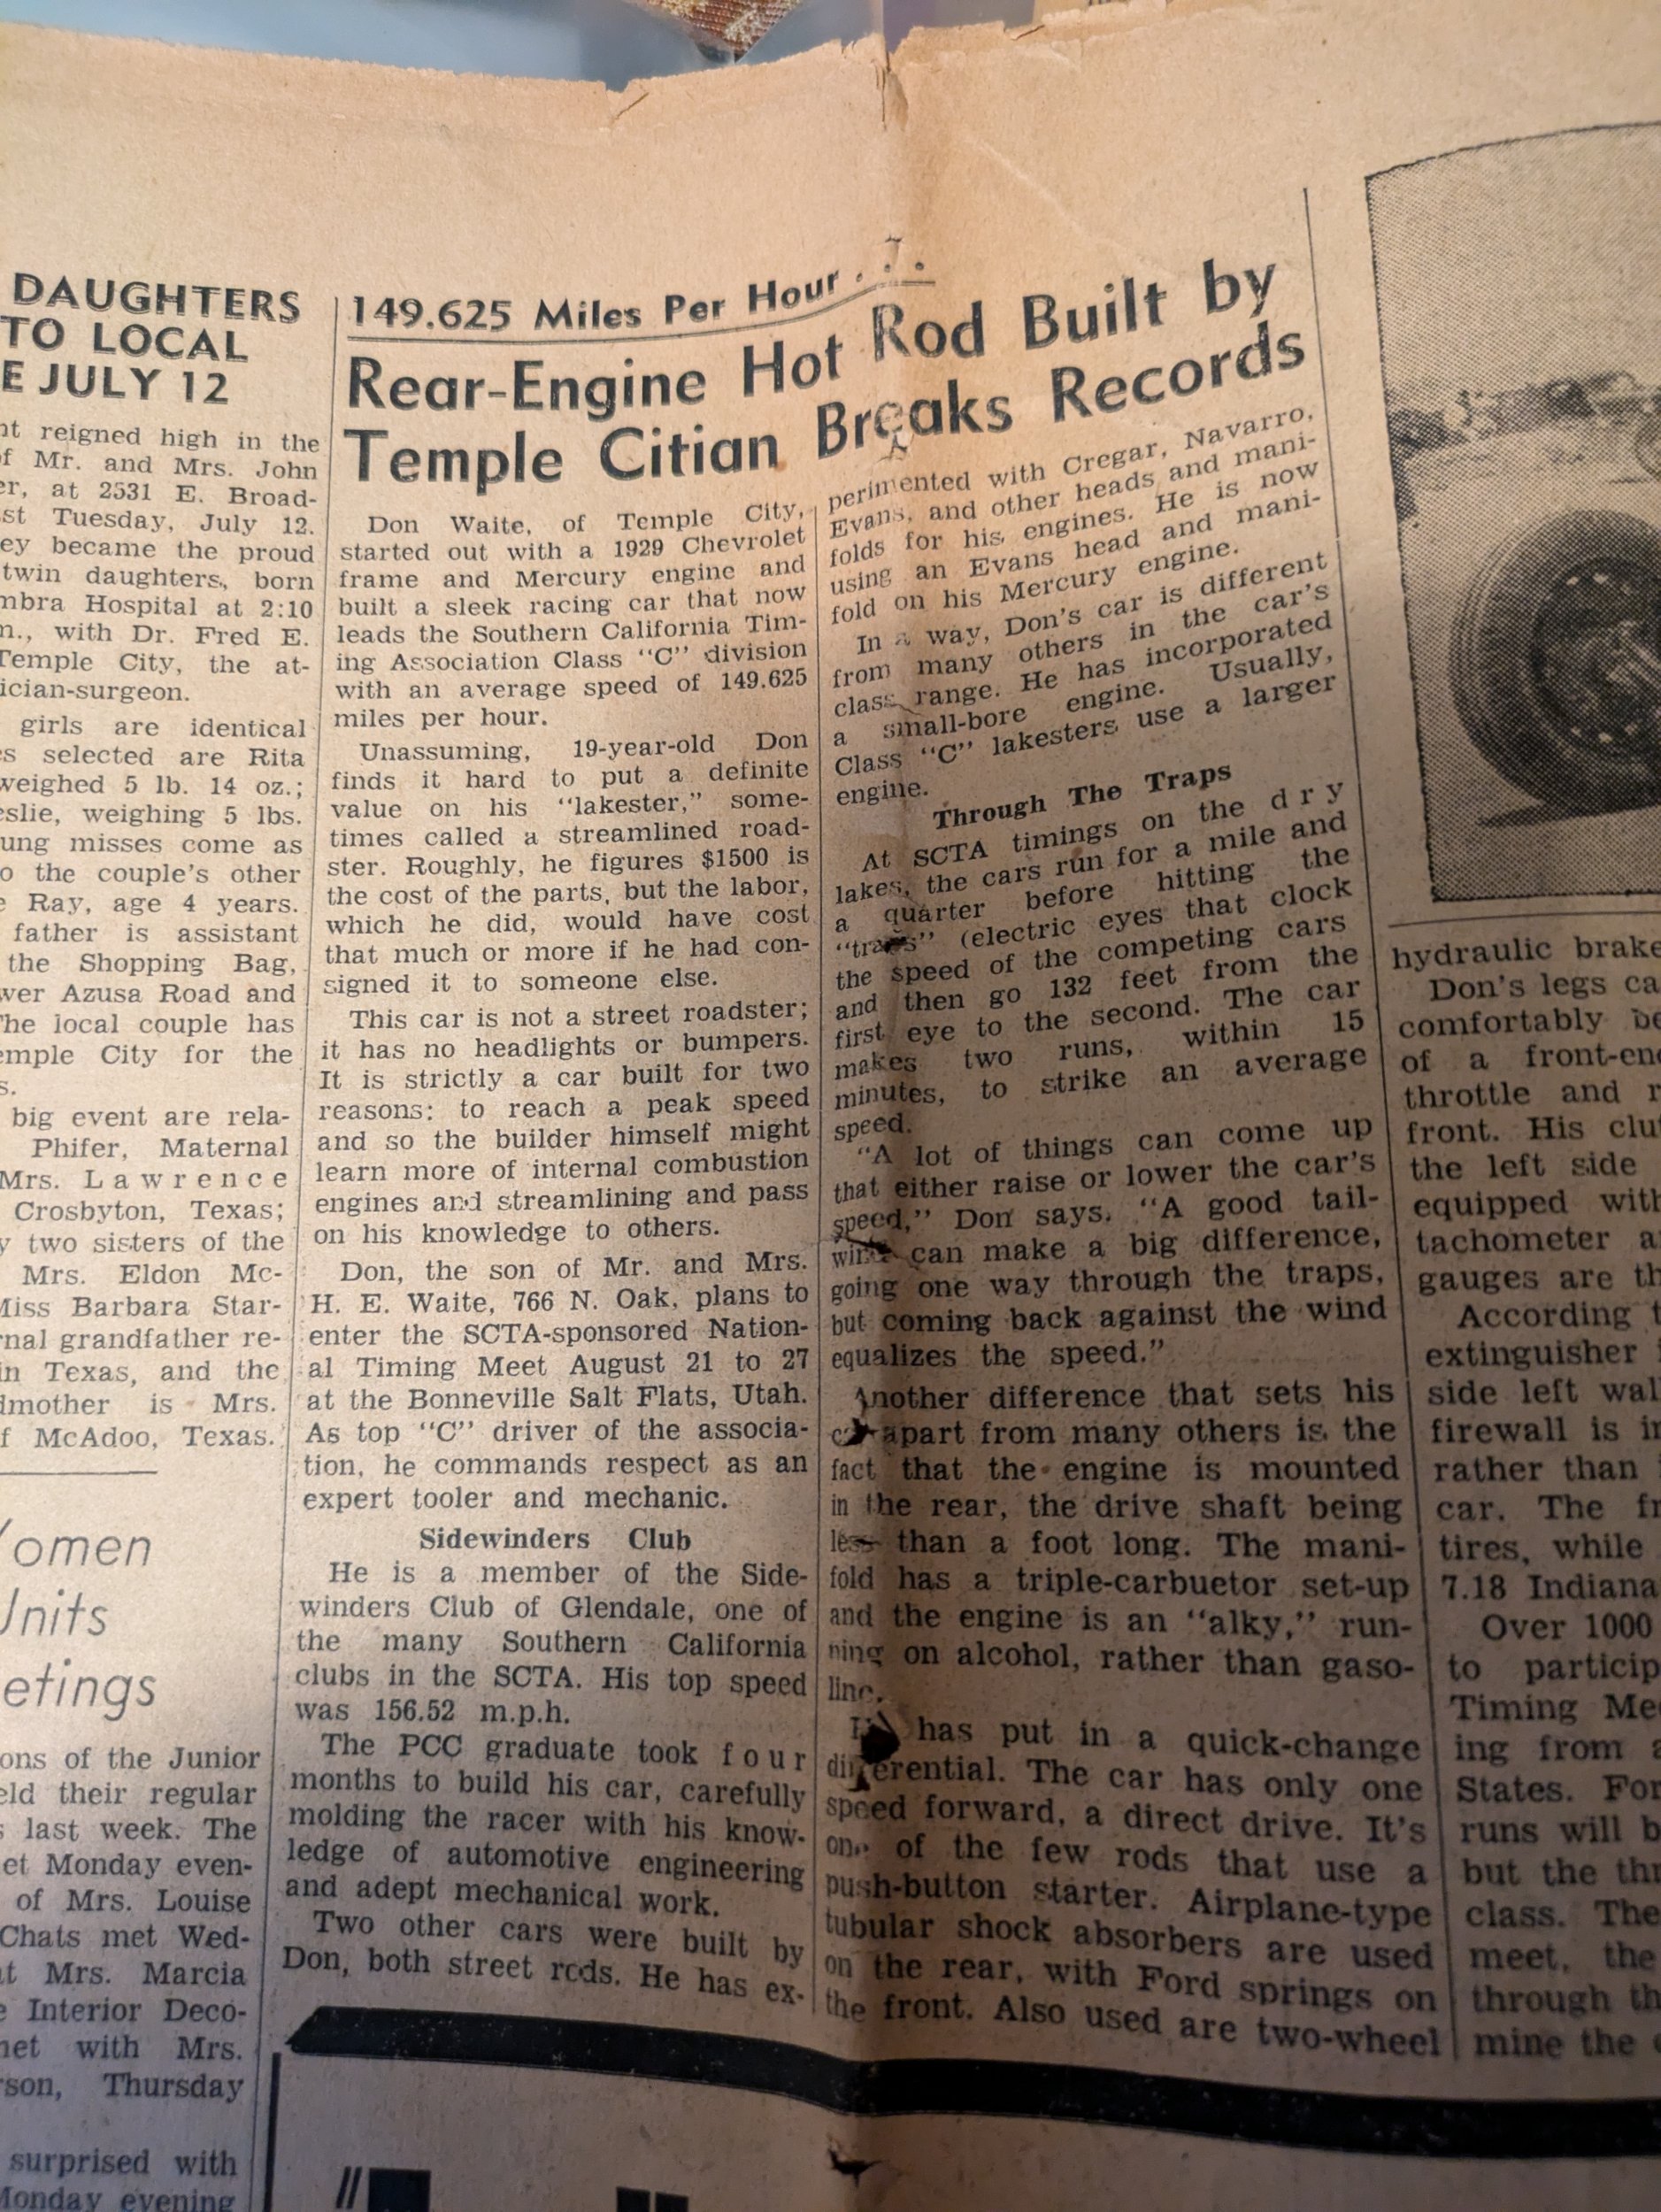 DAUGHTERS
TO LOCAL
E JULY 12
nt reigned high in the
of Mr. and Mrs. John
er, at 2531 E. Broad-
st Tuesday, July 12.
ey became the proud
twin daughters, born
mbra Hospital at 2:10
m., with Dr. Fred E.
Temple City, the at-
ician-surgeon.
girls are identical
es selected are Rita
weighed 5 lb. 14 oz.;
eslie, weighing 5 lbs.
ung misses come as
o the couple's other
e Ray, age 4 years.
father is assistant
the Shopping Bag,
wer Azusa Road and
The local couple has
emple City for the
s.
big event are rela-
Phifer, Maternal
Mrs. Lawrence
Crosbyton, Texas;
y two sisters of the
Mrs. Eldon Mc-
Miss Barbara Star-
rnal grandfather re-
in Texas, and the
dmother is Mrs.
f McAdoo, Texas.
Women
Units
etings
ons of the Junior
eld their regular
s last week. The
et Monday even-
of Mrs. Louise
Chats met Wed-
at Mrs. Marcia
e Interior Deco-
net with Mrs.
rson, Thursday
surprised with
Monday evening
149.625 Miles Per Hour . . .
Rear-Engine Hot Rod Built by
Temple Citian Breaks Records
Don Waite, of Temple City,
started out with a 1929 Chevrolet
frame and Mercury engine and
built a sleek racing car that now
leads the Southern California Tim-
ing Association Class "C" division
with an average speed of 149.625
miles per hour.
Unassuming, 19-year-old Don
finds it hard to put a definite
value on his "lakester," some-
times called a streamlined road-
ster. Roughly, he figures $1500 is
the cost of the parts, but the labor,
which he did, would have cost
that much or more if he had con-
signed it to someone else.
This car is not a street roadster;
it has no headlights or bumpers.
It is strictly a car built for two
reasons: to reach a peak speed
and so the builder himself might
learn more of internal combustion
engines and streamlining and pass
on his knowledge to others.
Don, the son of Mr. and Mrs.
H. E. Waite, 766 N. Oak, plans to
enter the SCTA-sponsored Nation-
al Timing Meet August 21 to 27
at the Bonneville Salt Flats, Utah.
As top "C" driver of the associa-
tion, he commands respect as an
expert tooler and mechanic.
Sidewinders Club
He is a member of the Side-
winders Club of Glendale, one of
the many Southern California
clubs in the SCTA. His top speed
was 156.52 m.p.h.
The PCC graduate took four
months to build his car, carefully
molding the racer with his know-
ledge of automotive engineering
and adept mechanical work.
Two other cars were built by
Don, both street rods. He has ex-
perimented with Cregar, Navarro,
Evans, and other heads and mani-
folds for his engines. He is now
using an Evans head and mani-
fold on his Mercury engine.
In a way, Don's car is different
from many others in the car's
class range. He has incorporated
a small-bore engine. Usually,
Class "C" lakesters use a larger
engine.
Through The Traps
At SCTA timings on the dry
lakes, the cars run for a mile and
a quarter before hitting the
"traps" (electric eyes that clock
the speed of the competing cars
and then go 132 feet from the
first eye to the second. The car
makes two runs, within 15
minutes, to strike an average
speed.
"A lot of things can come up
that either raise or lower the car's
speed," Don says. "A good tail-
wind can make a big difference,
going one way through the traps,
but coming back against the wind
equalizes the speed."
Another difference that sets his
car apart from many others is the
fact that the engine is mounted
in the rear, the drive shaft being
less than a foot long. The mani-
fold has a triple-carbuetor set-up
and the engine is an "alky," run-
ning on alcohol, rather than gaso-
line.
He has put in a quick-change
differential. The car has only one
speed forward, a direct drive. It's
one of the few rods that use a
push-button starter. Airplane-type
tubular shock absorbers are used
on the rear, with Ford springs on
the front. Also used are two-wheel
hydraulic brake
Don's legs ca
comfortably be
of a front-en
throttle and r
front. His clut
the left side
equipped with
tachometer a
gauges are th
According t
extinguisher
side left wal
firewall is i
rather than
car. The fr
tires, while
7.18 Indiana
Over 1000
to particip
Timing Me
ing from a
States. For
runs will b
but the thr
class. The
meet, the
through th
mine the